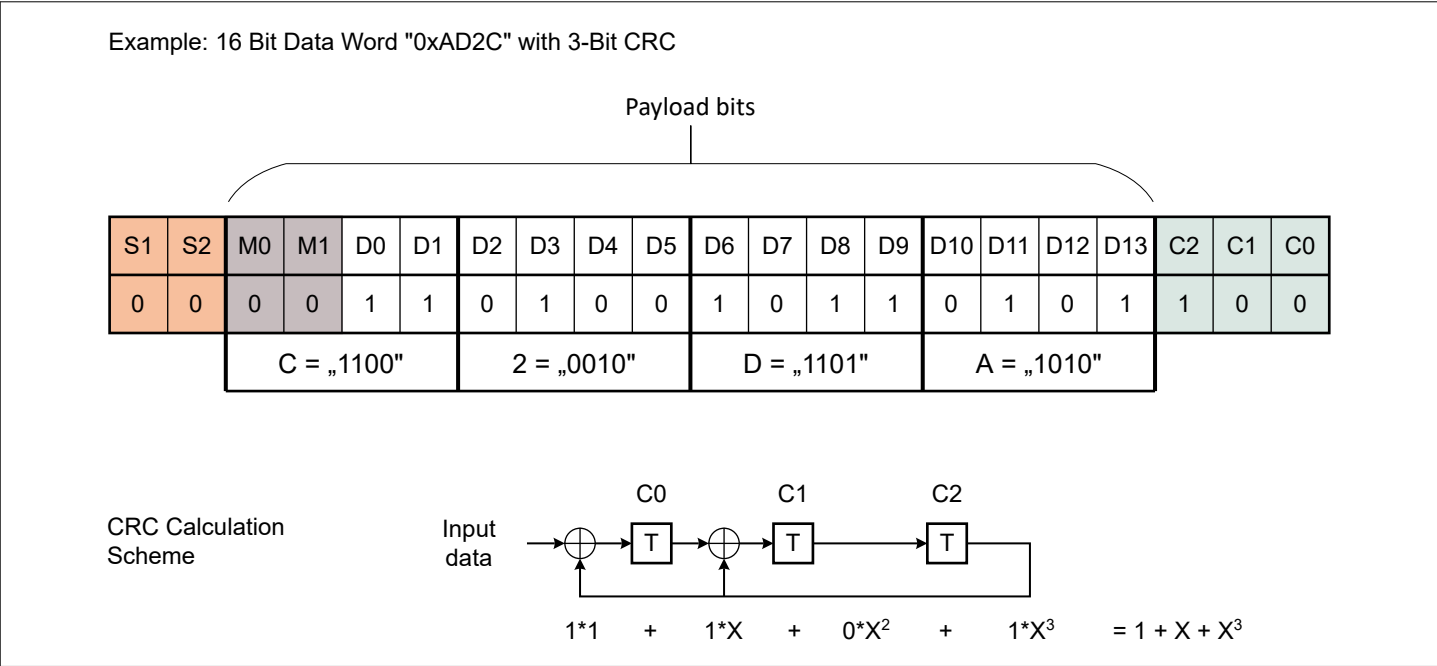 Example: 16 Bit Data Word "0xAD2C" with 3-Bit CRC
Payload bits
S1 S2 M0 M1 D0 D1 D2 D3 D4 D5 D6 D7 D8 D9 D10 D11 D12 D13 C2 C1 C0
0 0 0 0 1 1 0 1 0 0 1 0 1 1 0 1 0 1 1 0 0
C = „1100" 2 = „0010" D = „1101" A = „1010"
C0 C1 C2
CRC Calculation
Scheme
Input
data
T T T
1*1 + 1*X + 0*X² + 1*X³ = 1 + X + X³